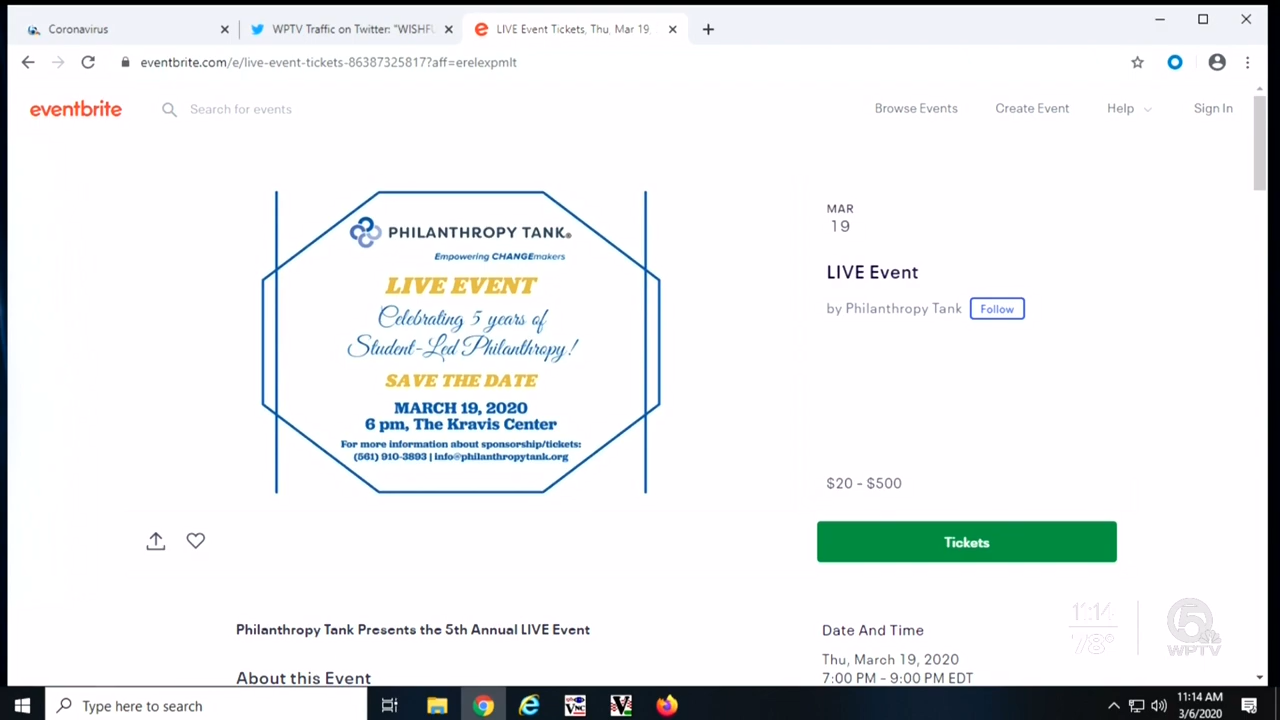 Coronavirus
WPTV Traffic on Twitter: "WISHFU
LIVE Event Tickets, Thu, Mar 19,
eventbrite.com/e/live-event-tickets-86387325817?aff=erelexpmlt
eventbrite
Search for events
Browse Events
Create Event
Help
Sign In
PHILANTHROPY TANK®
Empowering CHANGEmakers
LIVE EVENT
Celebrating 5 years of
Student-Led Philanthropy!
SAVE THE DATE
MARCH 19, 2020
6 pm, The Kravis Center
For more information about sponsorship/tickets:
(561) 910-3893 | info@philanthropytank.org
MAR
19
LIVE Event
by Philanthropy Tank
Follow
$20 - $500
Tickets
Philanthropy Tank Presents the 5th Annual LIVE Event
About this Event
Date And Time
Thu, March 19, 2020
7:00 PM – 9:00 PM EDT
11:14
78°
5
WPTV
Type here to search
11:14 AM
3/6/2020